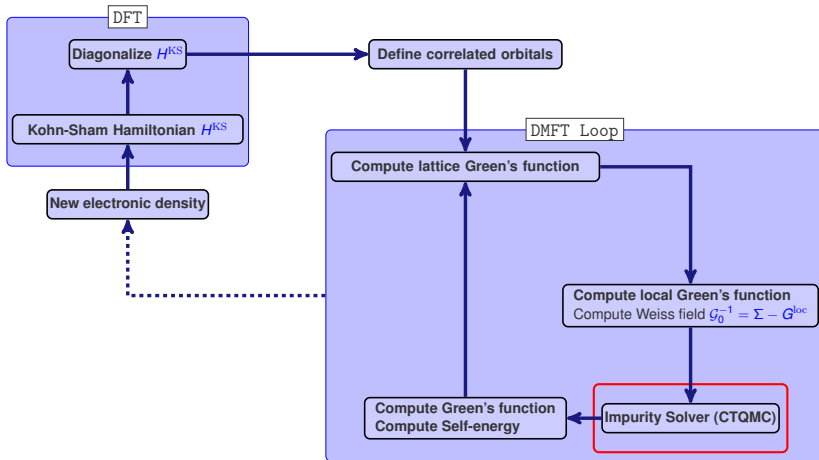 DFT
Diagonalize H^KS
Define correlated orbitals
Kohn-Sham Hamiltonian H^KS
DMFT Loop
Compute lattice Green's function
New electronic density
Compute local Green's function
Compute Weiss field 𝒢₀⁻¹ = Σ − G^loc
Compute Green's function
Compute Self-energy
Impurity Solver (CTQMC)